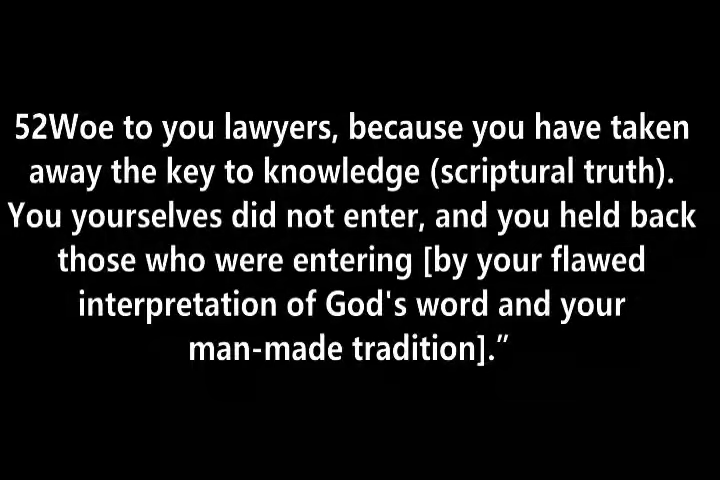 52Woe to you lawyers, because you have taken
away the key to knowledge (scriptural truth).
You yourselves did not enter, and you held back
those who were entering [by your flawed
interpretation of God's word and your
man-made tradition].”